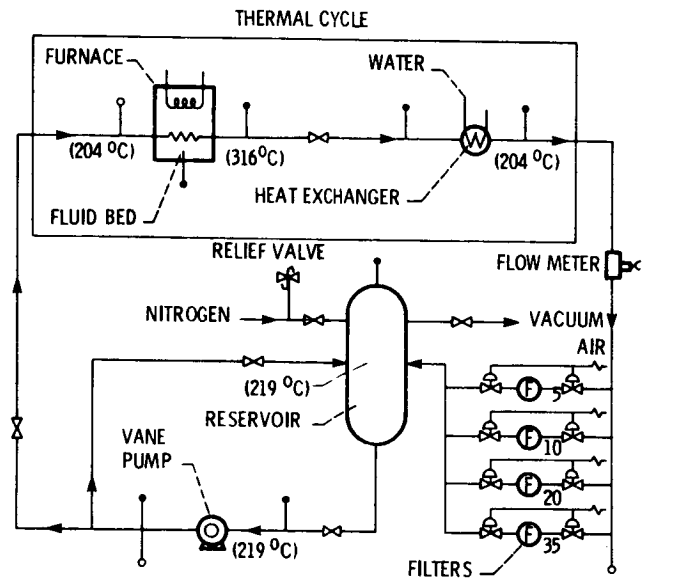 THERMAL CYCLE
FURNACE
WATER
(204 °C)
(316°C)
(204 °C)
HEAT EXCHANGER
FLUID BED
RELIEF VALVE
FLOW METER
NITROGEN
VACUUM
AIR
(219 °C)
RESERVOIR
F
5
F
10
F
20
F
35
VANE
PUMP
(219 °C)
FILTERS